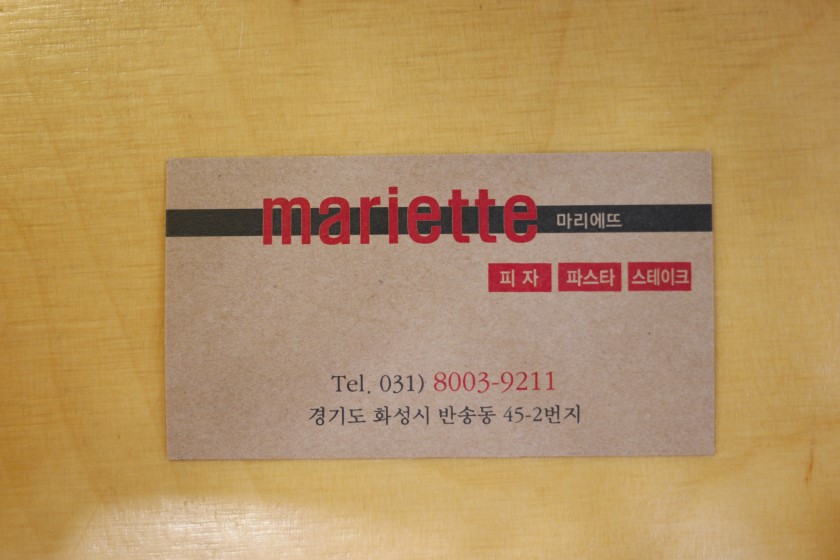 mariette 마리에뜨
피자 파스타 스테이크
Tel. 031) 8003-9211
경기도 화성시 반송동 45-2번지